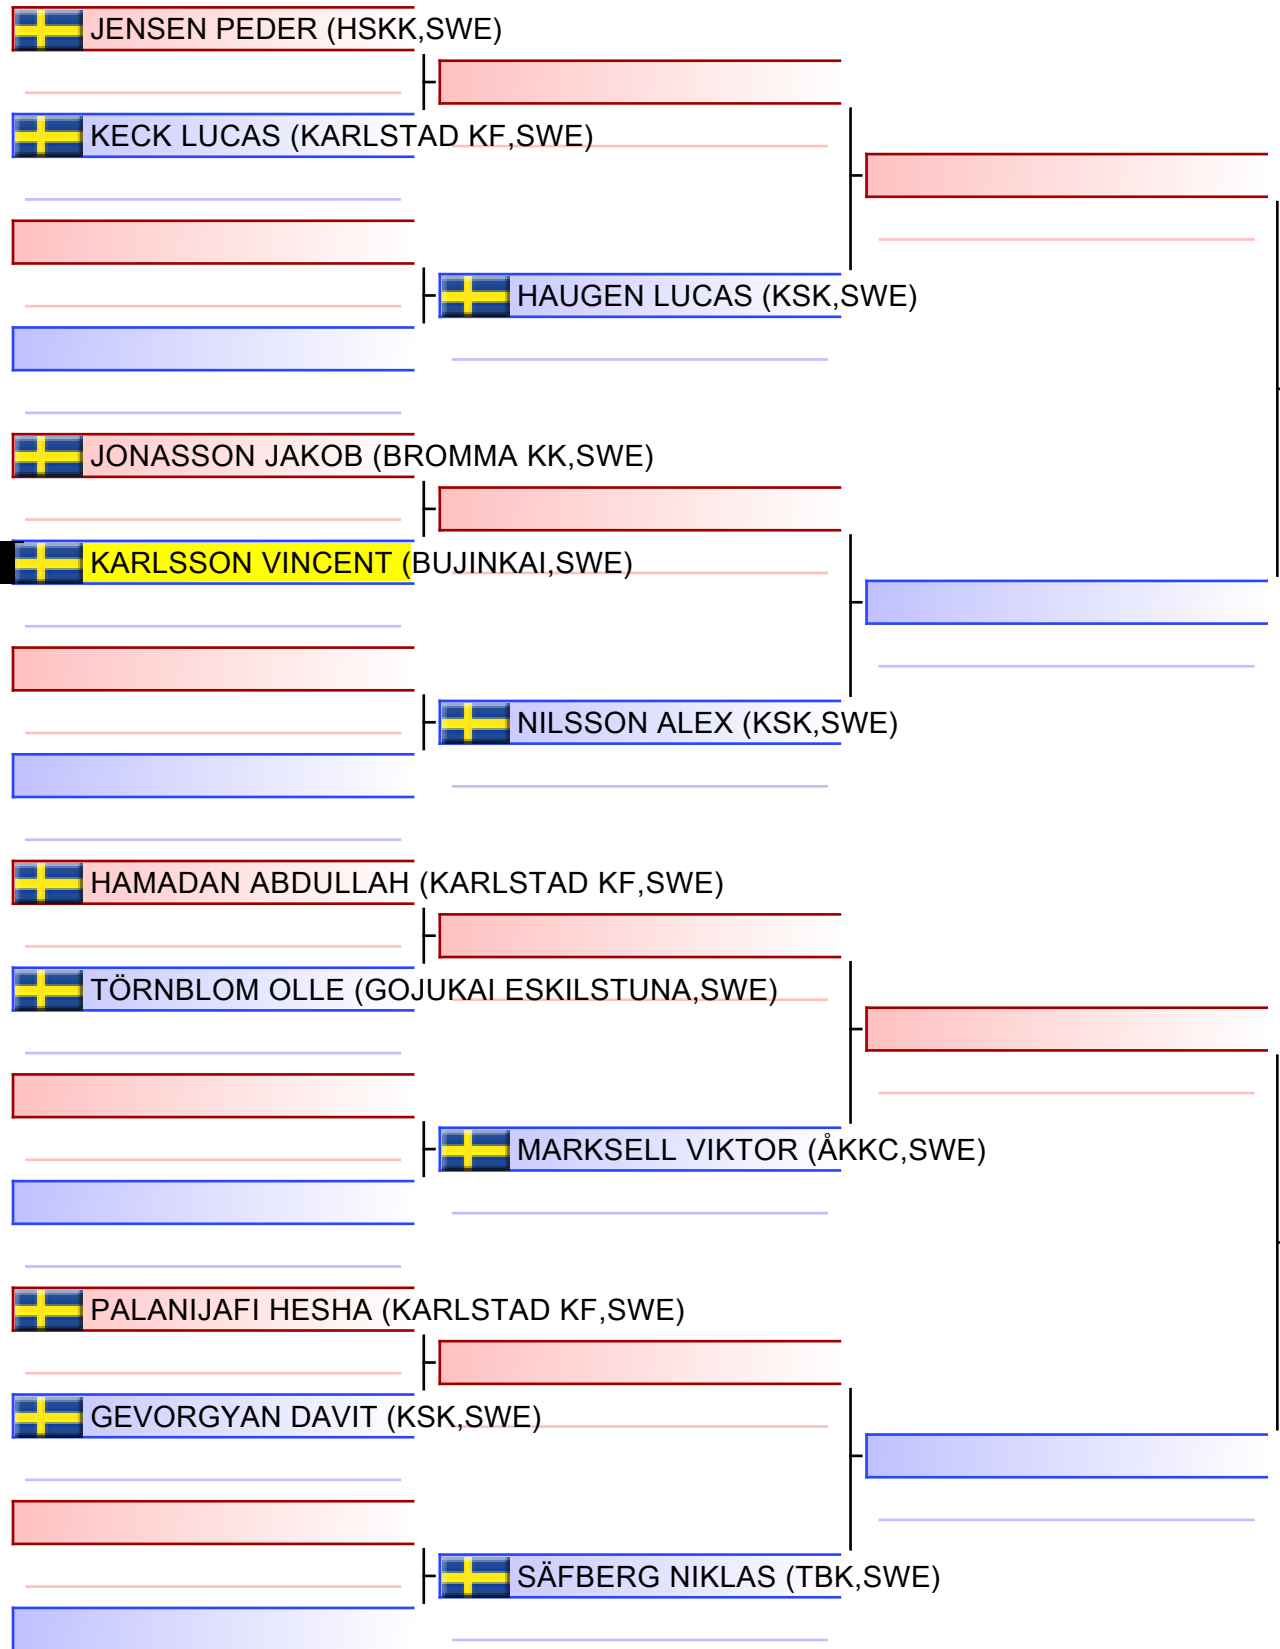 JENSEN PEDER (HSKK,SWE)
KECK LUCAS (KARLSTAD KF,SWE)
HAUGEN LUCAS (KSK,SWE)
JONASSON JAKOB (BROMMA KK,SWE)
KARLSSON VINCENT (BUJINKAI,SWE)
NILSSON ALEX (KSK,SWE)
HAMADAN ABDULLAH (KARLSTAD KF,SWE)
TÖRNBLOM OLLE (GOJUKAI ESKILSTUNA,SWE)
MARKSELL VIKTOR (ÅKKC,SWE)
PALANIJAFI HESHA (KARLSTAD KF,SWE)
GEVORGYAN DAVIT (KSK,SWE)
SÄFBERG NIKLAS (TBK,SWE)